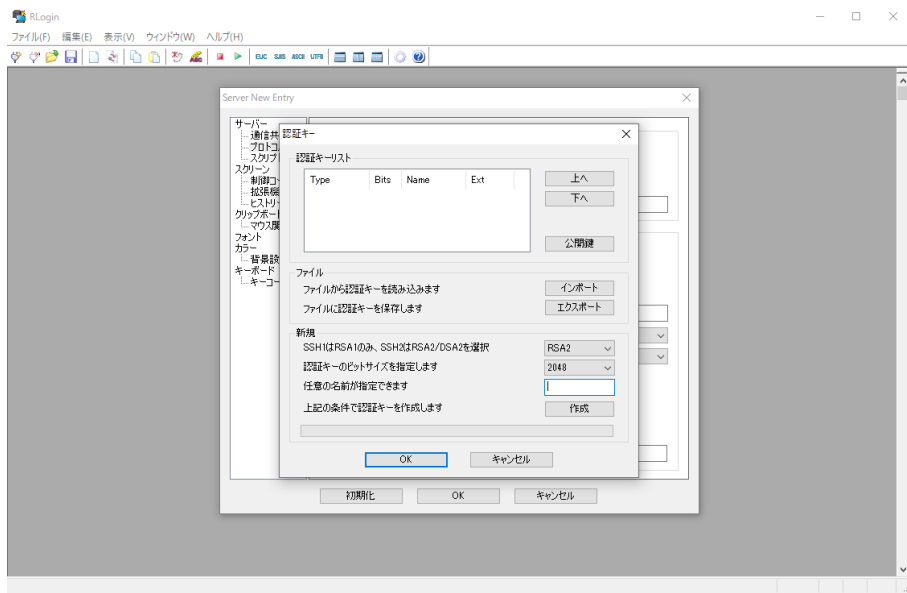 RLogin
ファイル(F) 編集(E) 表示(V) ウィンドウ(W) ヘルプ(H)
EUC SJIS ASCII UTF8
Server New Entry
サーバー
通信共
プロトコ
スクリプ
スクリーン
制御コー
拡張機
ヒストリー
クリップボート
マウス関
フォント
カラー
背景設
キーボード
キーコー
認証キー
認証キーリスト
Type Bits Name Ext
上へ
下へ
公開鍵
ファイル
ファイルから認証キーを読み込みます インポート
ファイルに認証キーを保存します エクスポート
新規
SSH1はRSA1のみ、SSH2はRSA2/DSA2を選択 RSA2
認証キーのビットサイズを指定します 2048
任意の名前が指定できます
上記の条件で認証キーを作成します 作成
OK キャンセル
初期化 OK キャンセル